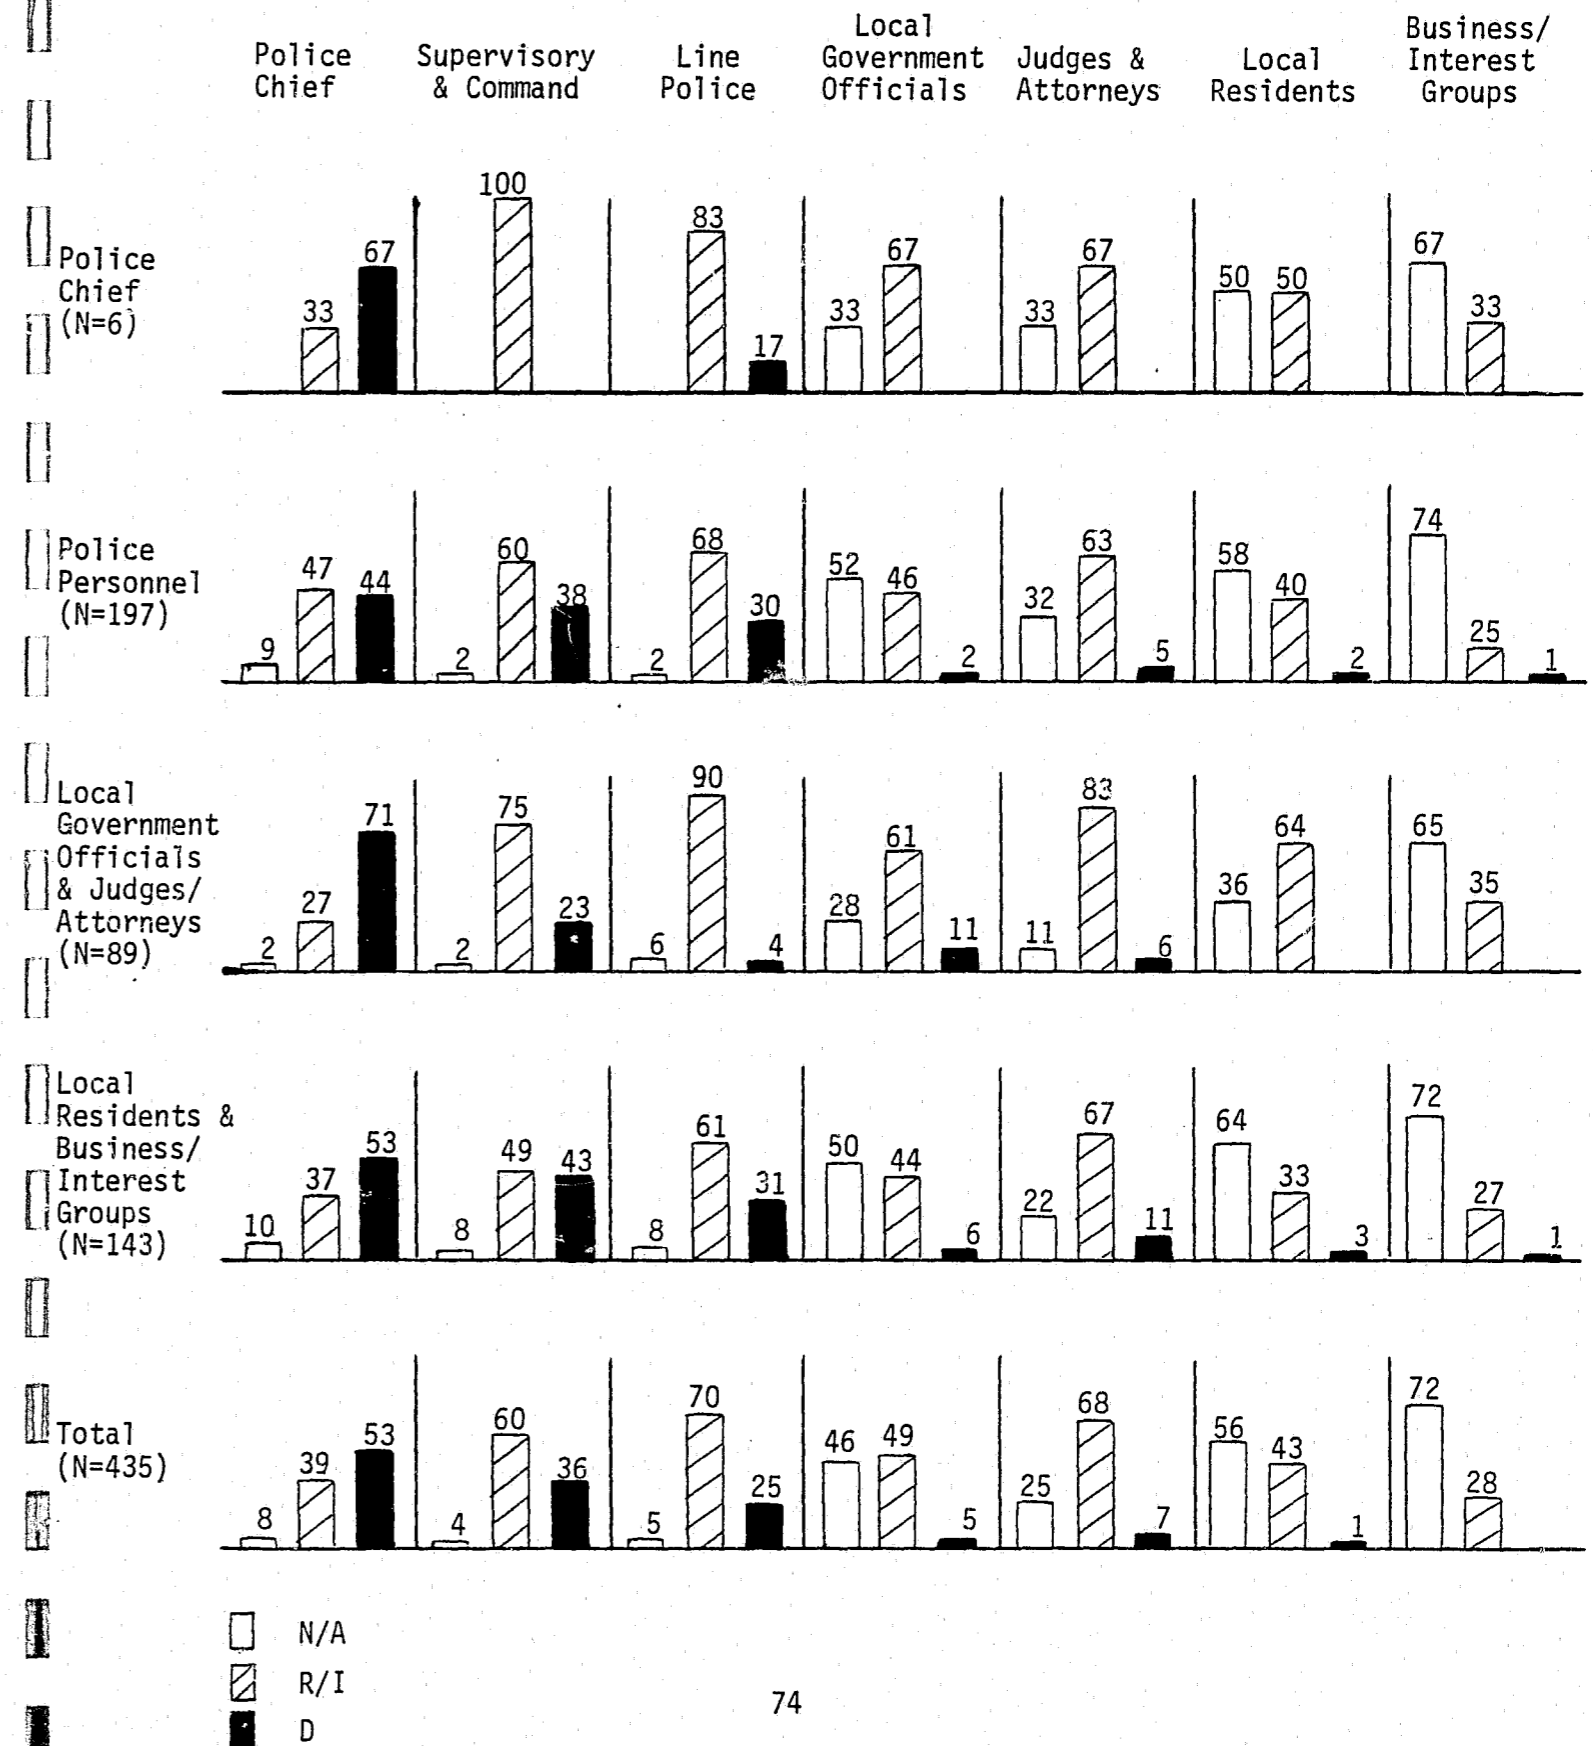 Police Chief
Supervisory & Command
Line Police
Local Government Officials
Judges & Attorneys
Local Residents
Business/ Interest Groups
Police
Chief
(N=6)
33 67
100
83 17
33 67
33 67
50 50
67 33
Police
Personnel
(N=197)
9 47 44
2 60 38
2 68 30
52 46 2
32 63 5
58 40 2
74 25 1
Local
Government
Officials
& Judges/
Attorneys
(N=89)
2 27 71
2 75 23
6 90 4
28 61 11
11 83 6
36 64
65 35
Local
Residents &
Business/
Interest
Groups
(N=143)
10 37 53
8 49 43
8 61 31
50 44 6
22 67 11
64 33 3
72 27 1
Total
(N=435)
8 39 53
4 60 36
5 70 25
46 49 5
25 68 7
56 43 1
72 28
N/A
R/I
D
74